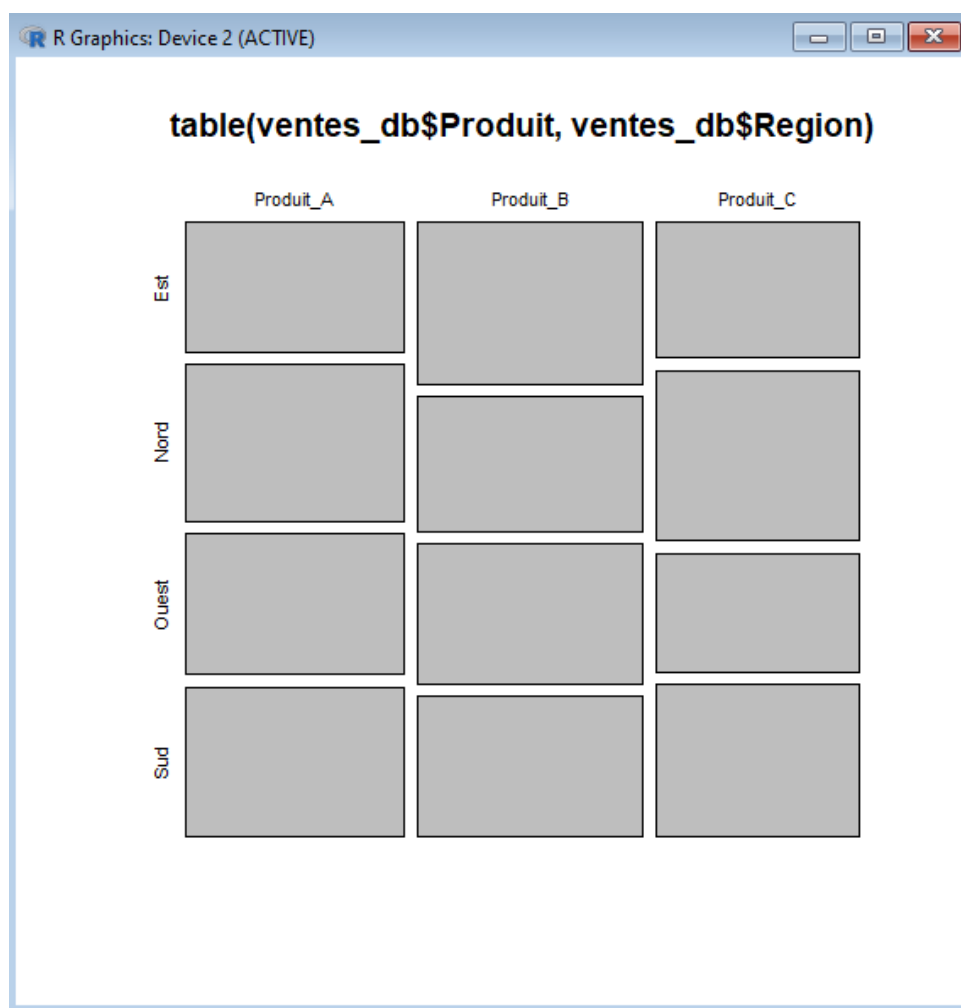 R Graphics: Device 2 (ACTIVE)
table(ventes_db$Produit, ventes_db$Region)
Produit_A Produit_B Produit_C
Est
Nord
Ouest
Sud